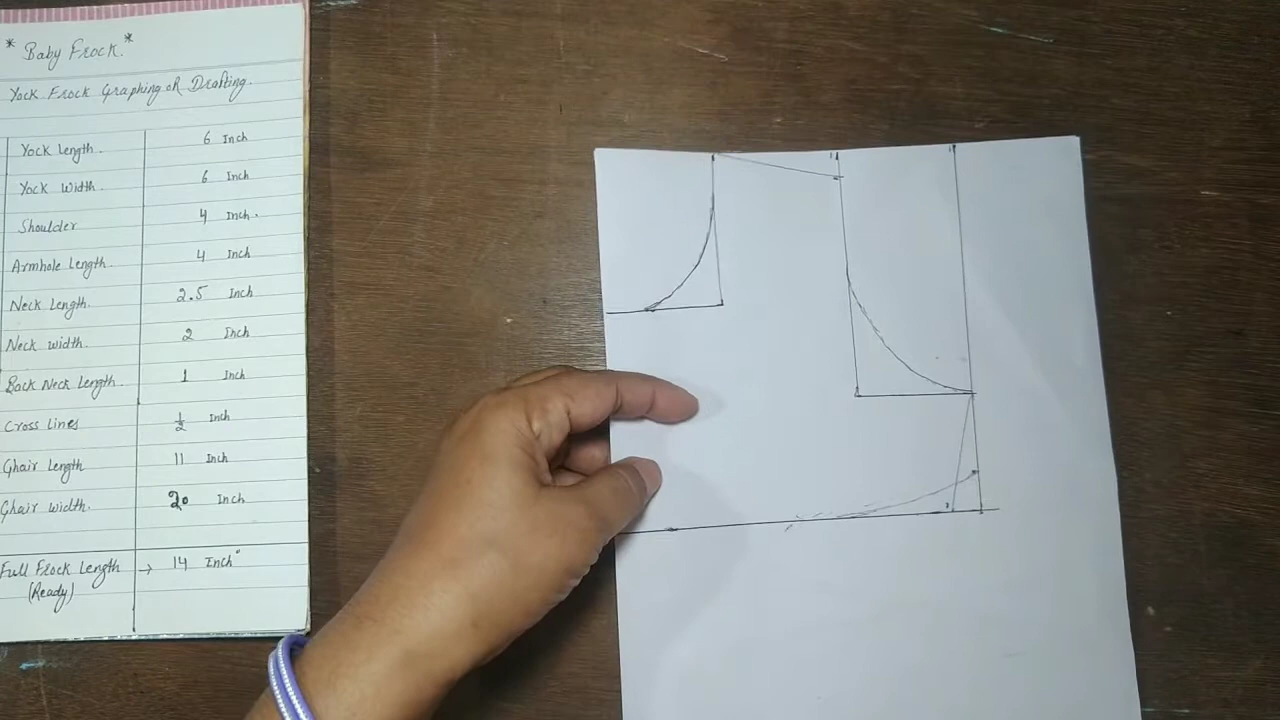 * Baby Frock. *
Yock Frock Graphing or Drafting.
Yock Length. 6 Inch
Yock Width. 6 Inch
Shoulder 4 Inch.
Armhole Length. 4 Inch
Neck Length. 2.5 Inch
Neck width. 2 Inch
Back Neck Length. 1 Inch
Cross Lines 1/2 Inch
Ghair Length 11 Inch
Ghair width. 20 Inch
Full Frock Length → 14 Inch"
(Ready)